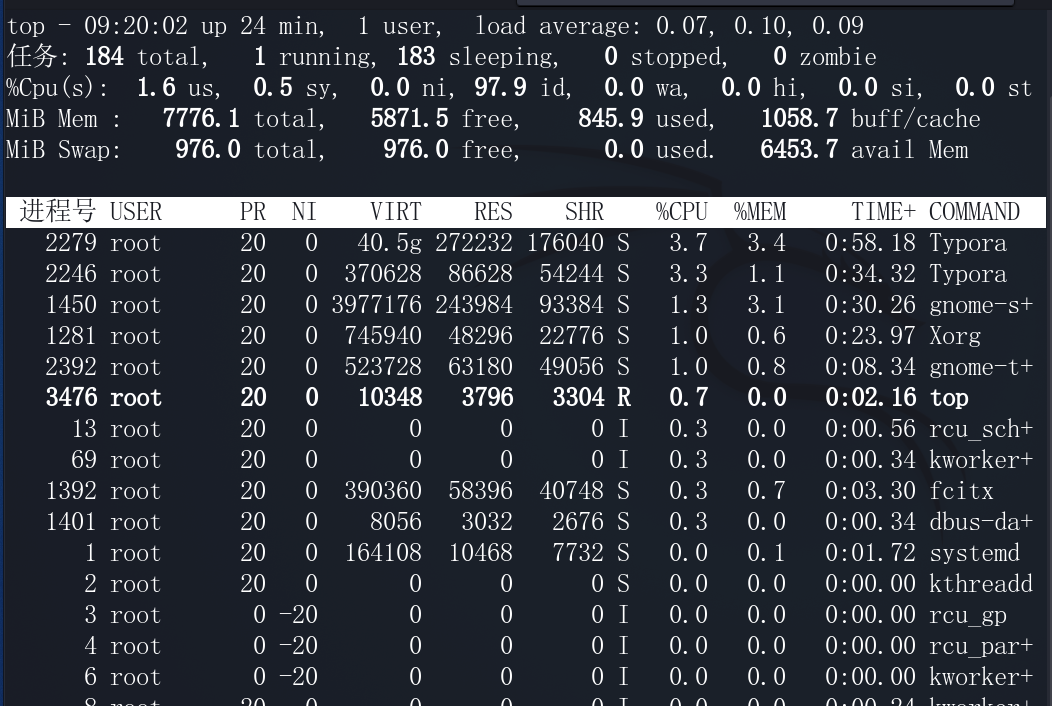 top - 09:20:02 up 24 min,  1 user,  load average: 0.07, 0.10, 0.09
任务: 184 total,   1 running, 183 sleeping,   0 stopped,   0 zombie
%Cpu(s):  1.6 us,  0.5 sy,  0.0 ni, 97.9 id,  0.0 wa,  0.0 hi,  0.0 si,  0.0 st
MiB Mem :   7776.1 total,   5871.5 free,    845.9 used,   1058.7 buff/cache
MiB Swap:    976.0 total,    976.0 free,      0.0 used.   6453.7 avail Mem
进程号 USER      PR  NI    VIRT    RES    SHR    %CPU  %MEM     TIME+ COMMAND
2279 root      20   0   40.5g 272232 176040 S   3.7   3.4   0:58.18 Typora
2246 root      20   0  370628  86628  54244 S   3.3   1.1   0:34.32 Typora
1450 root      20   0 3977176 243984  93384 S   1.3   3.1   0:30.26 gnome-s+
1281 root      20   0  745940  48296  22776 S   1.0   0.6   0:23.97 Xorg
2392 root      20   0  523728  63180  49056 S   1.0   0.8   0:08.34 gnome-t+
3476 root      20   0   10348   3796   3304 R   0.7   0.0   0:02.16 top
13 root      20   0       0      0      0 I   0.3   0.0   0:00.56 rcu_sch+
69 root      20   0       0      0      0 I   0.3   0.0   0:00.34 kworker+
1392 root      20   0  390360  58396  40748 S   0.3   0.7   0:03.30 fcitx
1401 root      20   0    8056   3032   2676 S   0.3   0.0   0:00.34 dbus-da+
1 root      20   0  164108  10468   7732 S   0.0   0.1   0:01.72 systemd
2 root      20   0       0      0      0 S   0.0   0.0   0:00.00 kthreadd
3 root       0 -20       0      0      0 I   0.0   0.0   0:00.00 rcu_gp
4 root       0 -20       0      0      0 I   0.0   0.0   0:00.00 rcu_par+
6 root       0 -20       0      0      0 I   0.0   0.0   0:00.00 kworker+